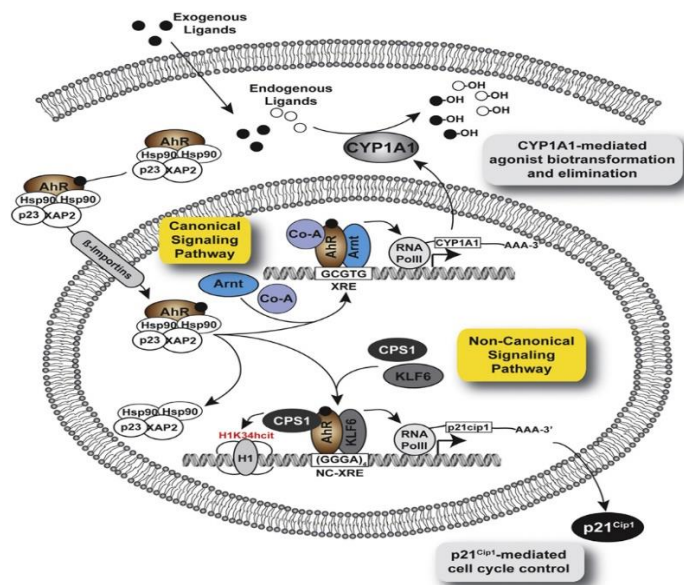 Exogenous
Ligands
Endogenous
Ligands
OH
OH
OH
OH
OH
CYP1A1
CYP1A1-mediated
agonist biotransformation
and elimination
AhR
Hsp90 Hsp90
p23 XAP2
AhR
Hsp90 Hsp90
p23 XAP2
ß-Importins
Canonical
Signaling
Pathway
Co-A
AhR
Arnt
GCGTG
XRE
RNA
PolII
CYP1A1
AAA-3'
Arnt
Co-A
AhR
Hsp90 Hsp90
p23 XAP2
CPS1
KLF6
Non-Canonical
Signaling
Pathway
Hsp90 Hsp90
p23 XAP2
H1K34hcit
H1
CPS1
AhR
KLF6
(GGGA)
NC-XRE
RNA
PolII
p21cip1
AAA-3'
p21Cip1
p21Cip1-mediated
cell cycle control